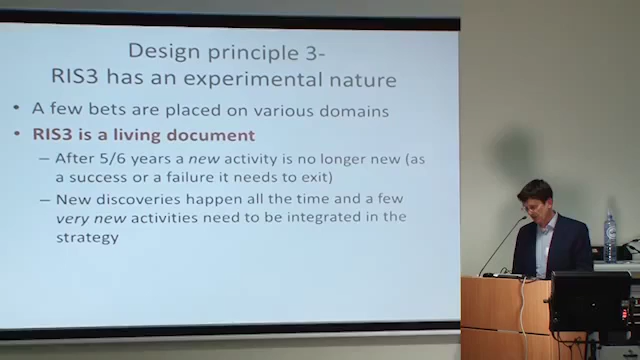 Design principle 3-
RIS3 has an experimental nature
• A few bets are placed on various domains
• RIS3 is a living document
– After 5/6 years a new activity is no longer new (as
a success or a failure it needs to exit)
– New discoveries happen all the time and a few
very new activities need to be integrated in the
strategy